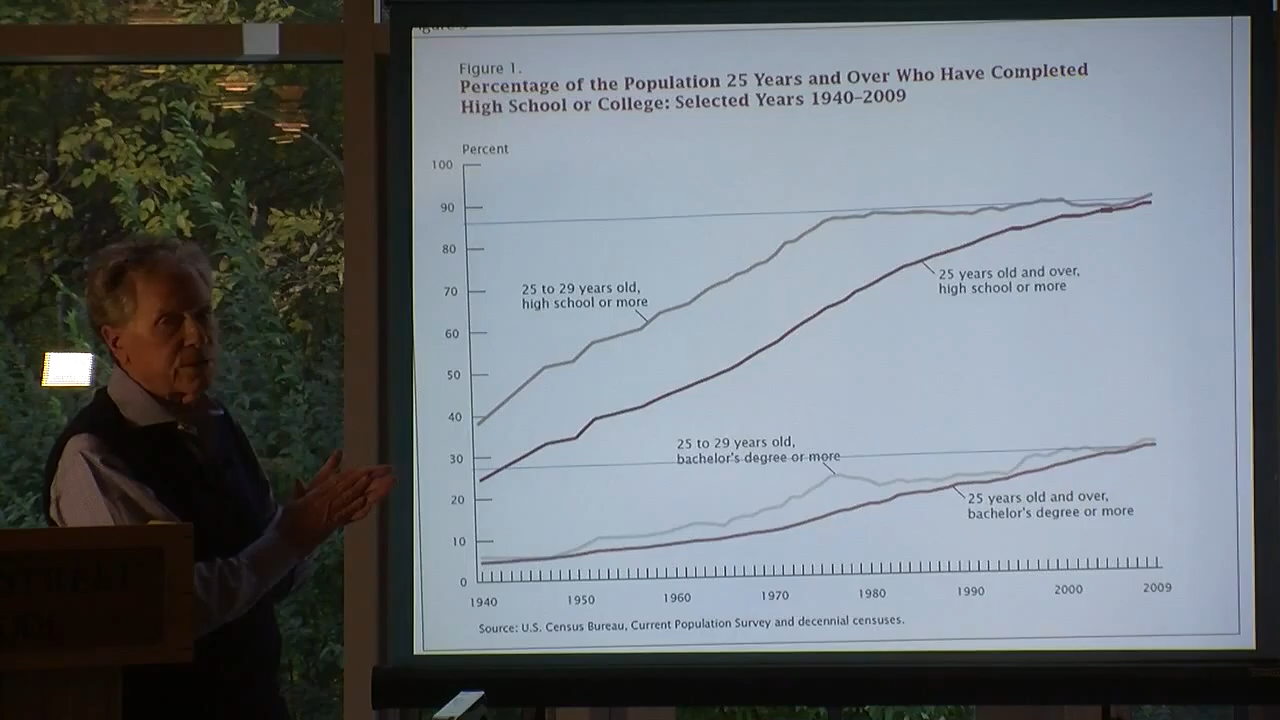 Figure 1.
Percentage of the Population 25 Years and Over Who Have Completed
High School or College: Selected Years 1940–2009
Percent
100
90
80
70
60
50
40
30
20
10
0
25 to 29 years old,
high school or more
25 years old and over,
high school or more
25 to 29 years old,
bachelor's degree or more
25 years old and over,
bachelor's degree or more
1940 1950 1960 1970 1980 1990 2000 2009
Source: U.S. Census Bureau, Current Population Survey and decennial censuses.